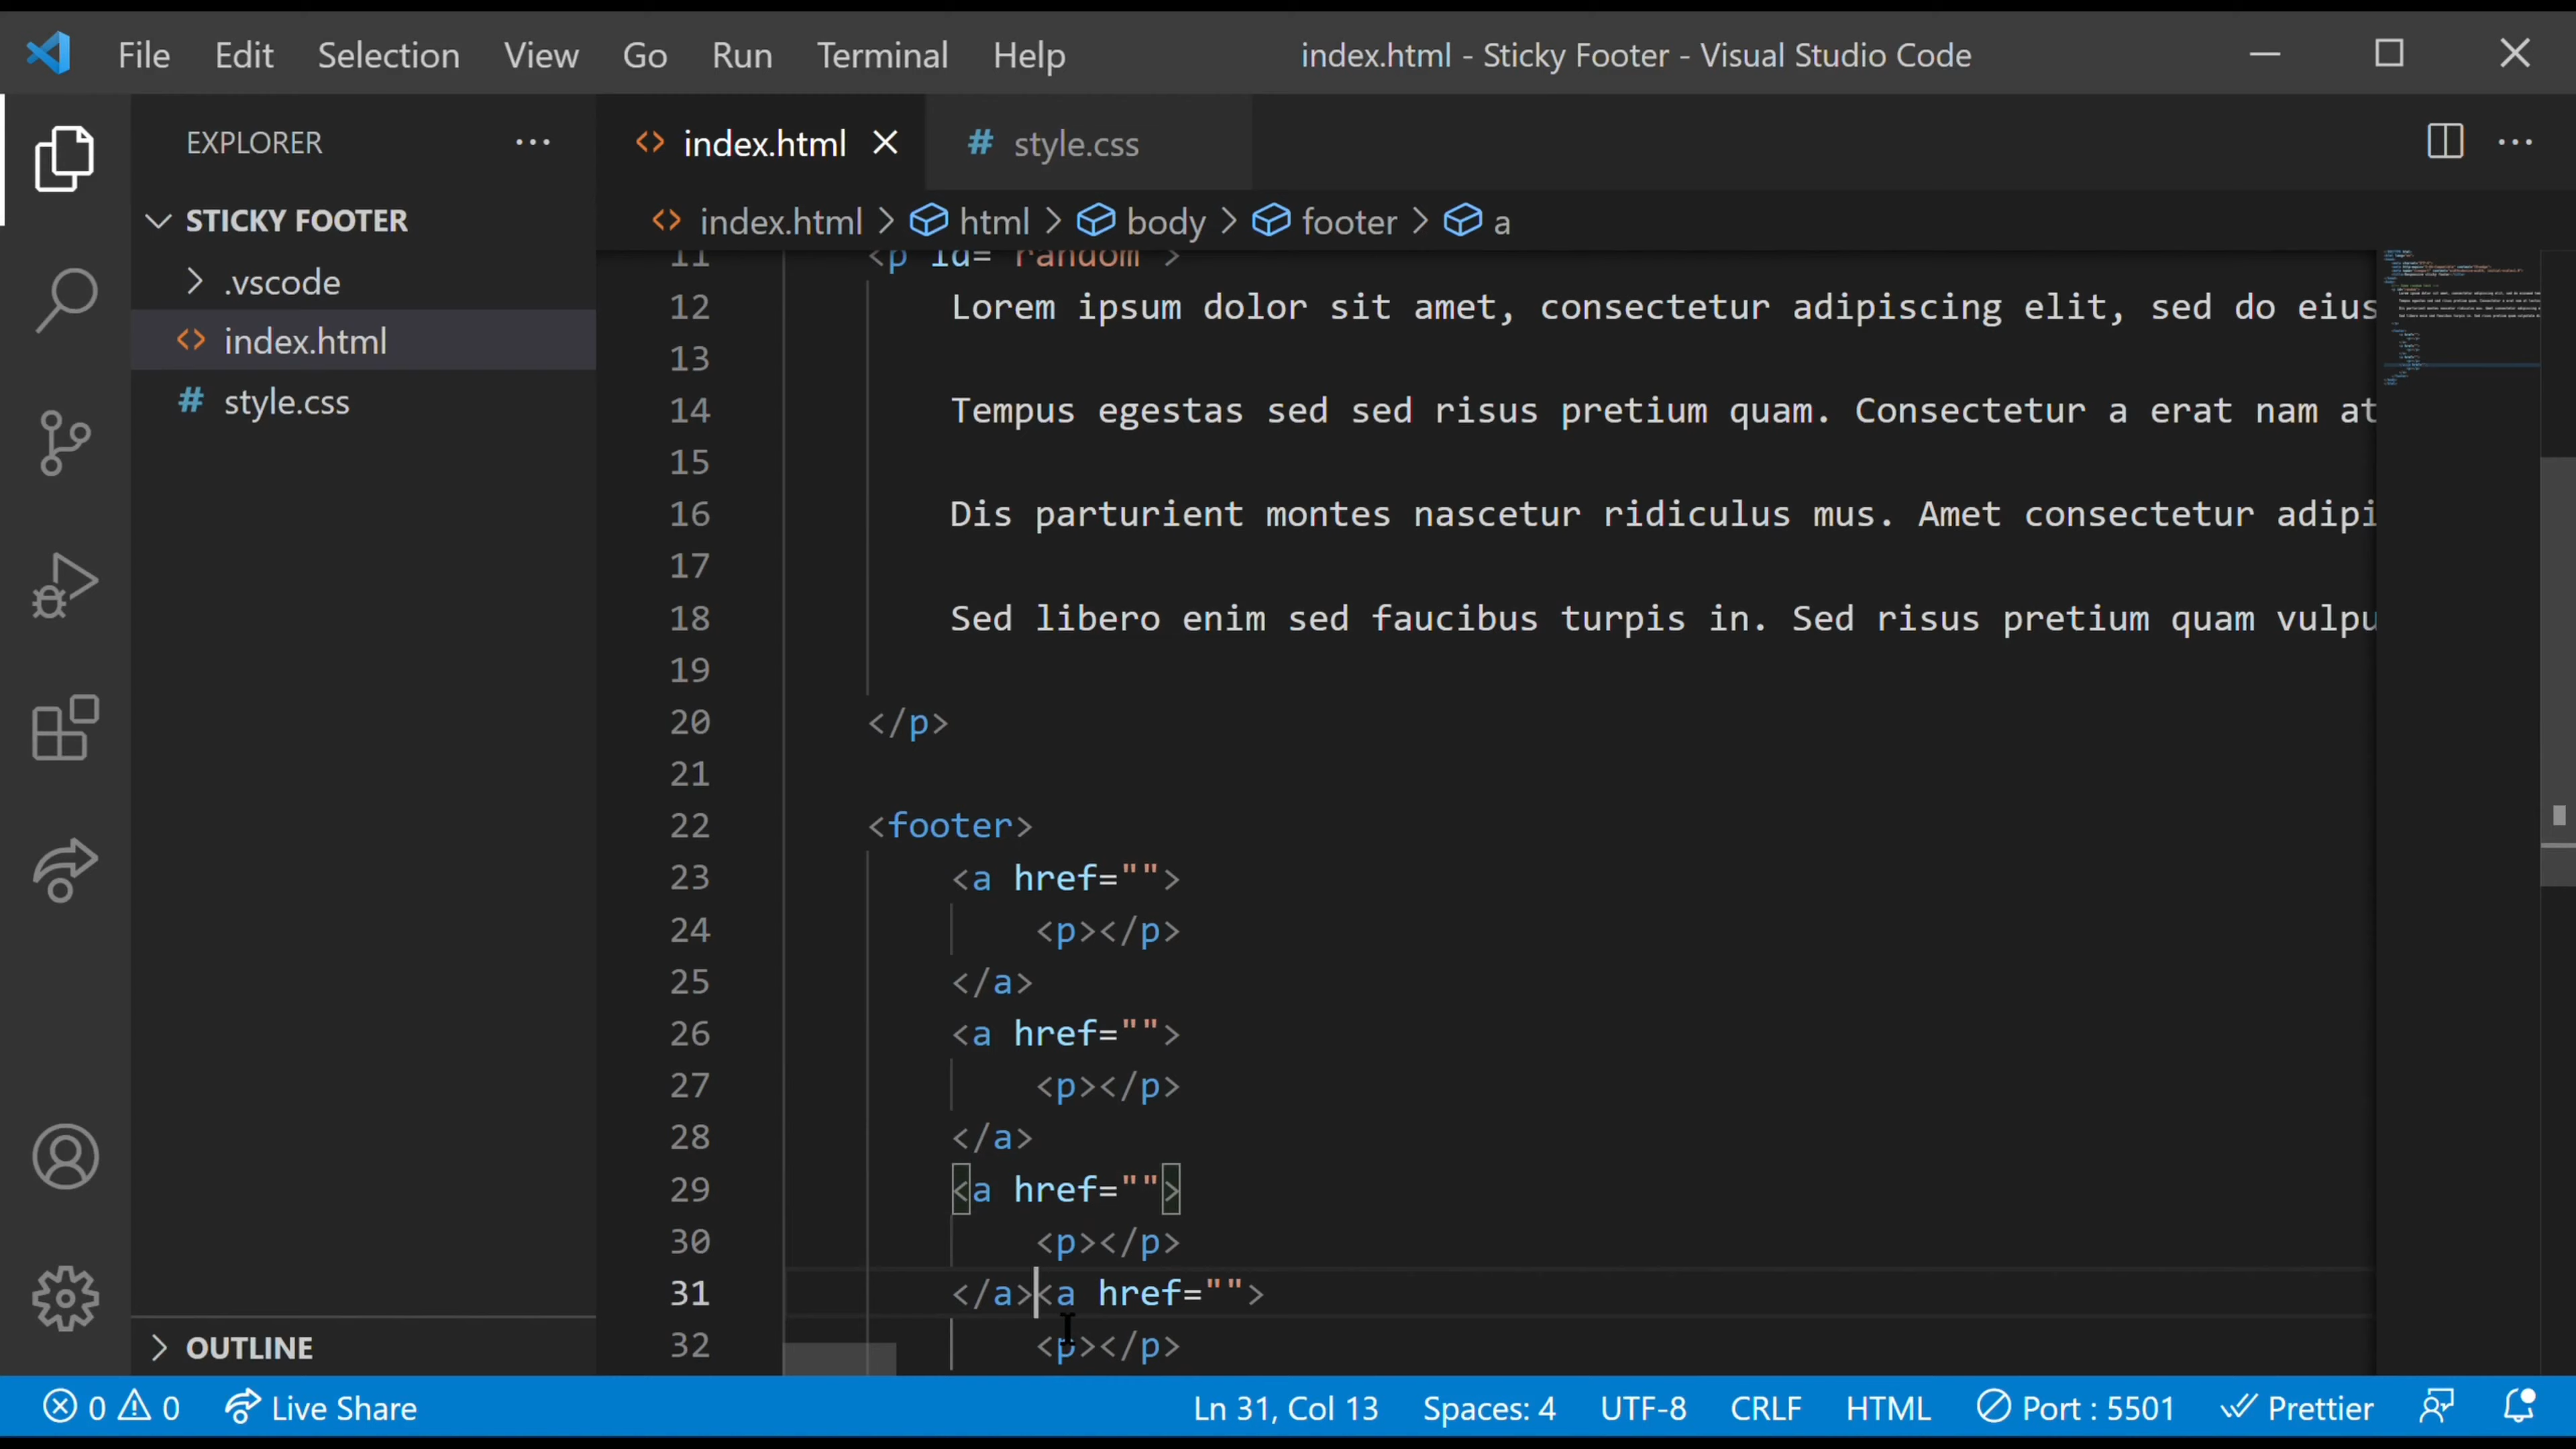 File Edit Selection View Go Run Terminal Help index.html - Sticky Footer - Visual Studio Code
EXPLORER ··· index.html style.css ···
STICKY FOOTER index.html > html > body > footer > a
.vscode
index.html
style.css
11 <p id="random">
12 Lorem ipsum dolor sit amet, consectetur adipiscing elit, sed do eius
13
14 Tempus egestas sed sed risus pretium quam. Consectetur a erat nam at
15
16 Dis parturient montes nascetur ridiculus mus. Amet consectetur adipi
17
18 Sed libero enim sed faucibus turpis in. Sed risus pretium quam vulpu
19
20 </p>
21
22 <footer>
23 <a href="">
24 <p></p>
25 </a>
26 <a href="">
27 <p></p>
28 </a>
29 <a href="">
30 <p></p>
31 </a><a href="">
32 <p></p>
OUTLINE
0 0 Live Share Ln 31, Col 13 Spaces: 4 UTF-8 CRLF HTML Port : 5501 Prettier